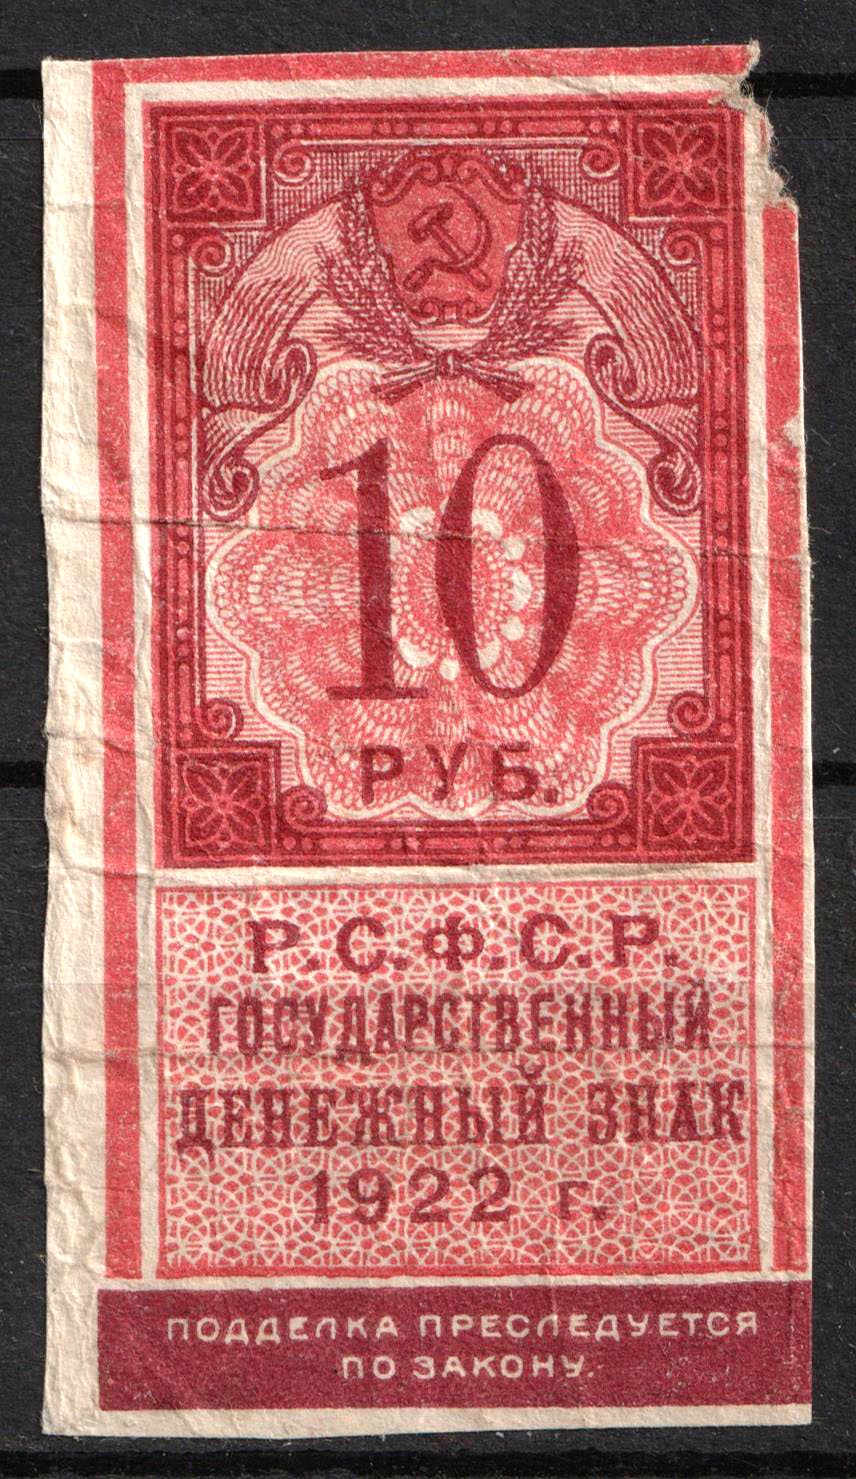 10
РУБ.
Р.С.Ф.С.Р.
ГОСУДАРСТВЕННЫЙ
ДЕНЕЖНЫЙ ЗНАК
1922 г.
ПОДДЕЛКА ПРЕСЛЕДУЕТСЯ
ПО ЗАКОНУ.